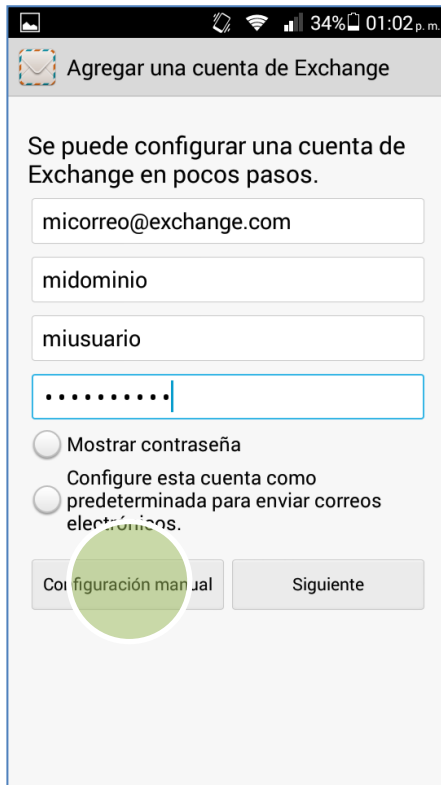 34% 01:02 p. m.
Agregar una cuenta de Exchange
Se puede configurar una cuenta de
Exchange en pocos pasos.
micorreo@exchange.com
midominio
miusuario
••••••••••
Mostrar contraseña
Configure esta cuenta como
predeterminada para enviar correos
electrónicos.
Configuración manual
Siguiente